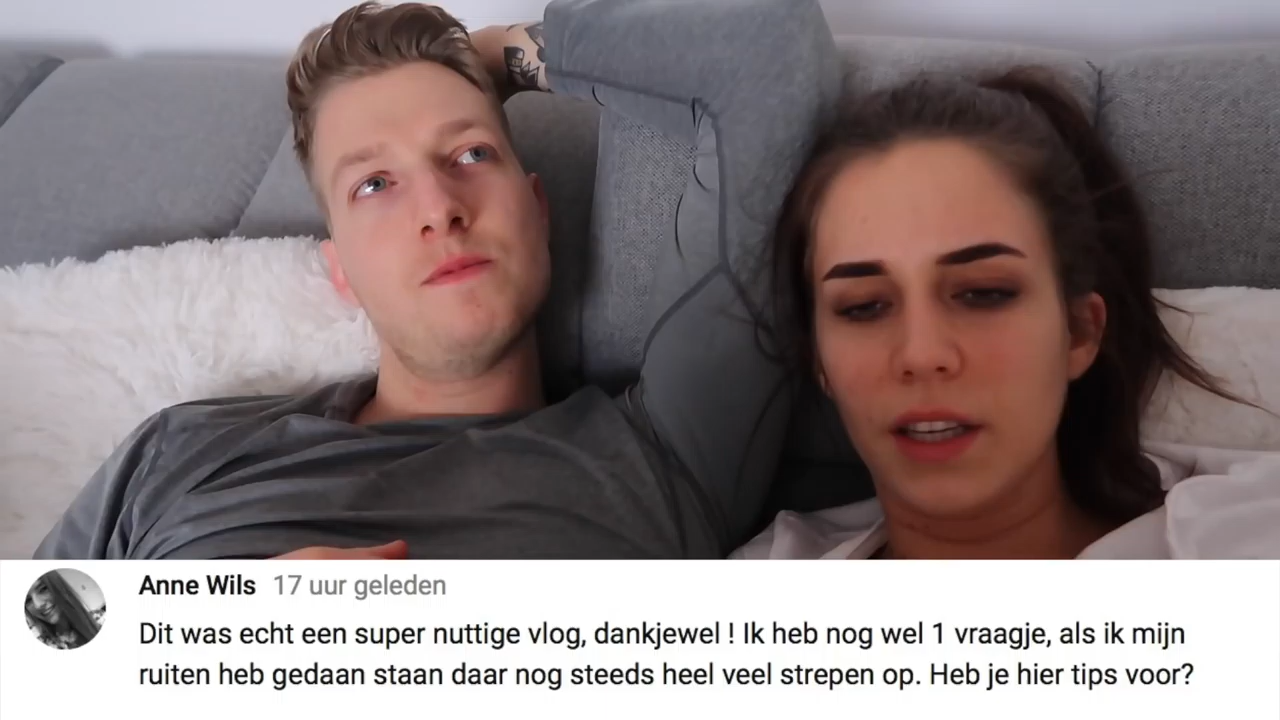 Anne Wils 17 uur geleden
Dit was echt een super nuttige vlog, dankjewel ! Ik heb nog wel 1 vraagje, als ik mijn
ruiten heb gedaan staan daar nog steeds heel veel strepen op. Heb je hier tips voor?